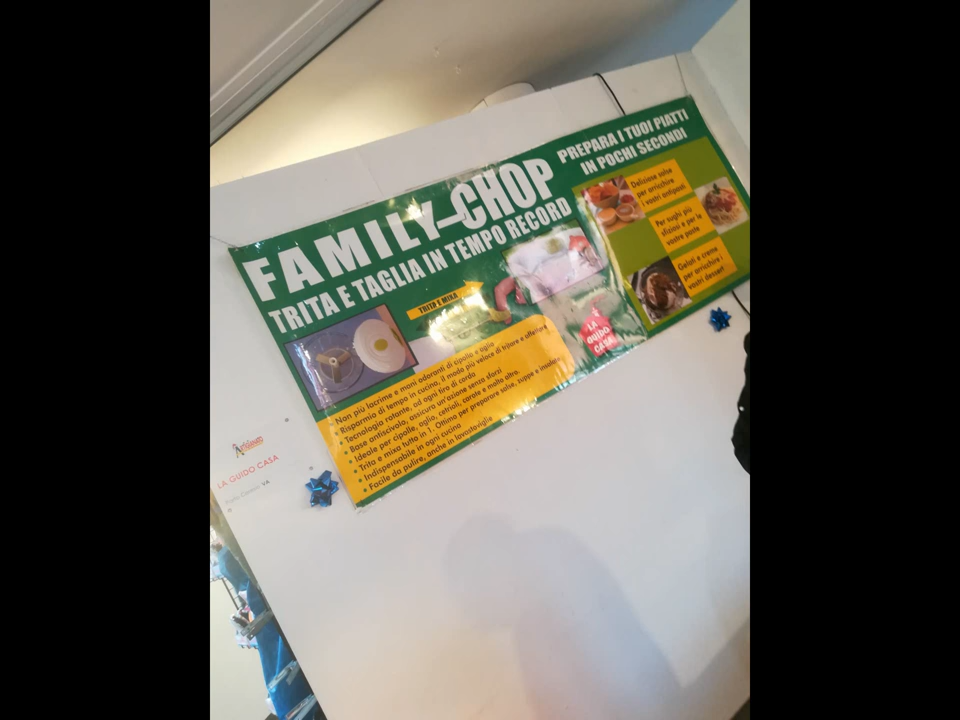 FAMILY-CHOP
TRITA E TAGLIA IN TEMPO RECORD
PREPARA I TUOI PIATTI
IN POCHI SECONDI
Deliziose salse
per arricchire
i vostri antipasti
Per sughi più
sfiziosi e per le
vostre paste
Gelati e creme
per arricchire i
vostri dessert
TRITA E MIXA
LA
GUIDO
CASA
Non più lacrime e mani odoranti di cipolla e aglio
• Risparmio di tempo in cucina, il modo più veloce di tritare e affettare
• Tecnologia rotante, ad ogni tiro di corda
• Base antiscivolo, assicura un'azione senza sforzi
• Ideale per cipolle, aglio, cetrioli, carote e molto altro.
• Trita e mixa tutto in 1. Ottimo per preparare salse, zuppe e insalate
• Indispensabile in ogni cucina
• Facile da pulire, anche in lavastoviglie
Artigianato
LA GUIDO CASA
VA